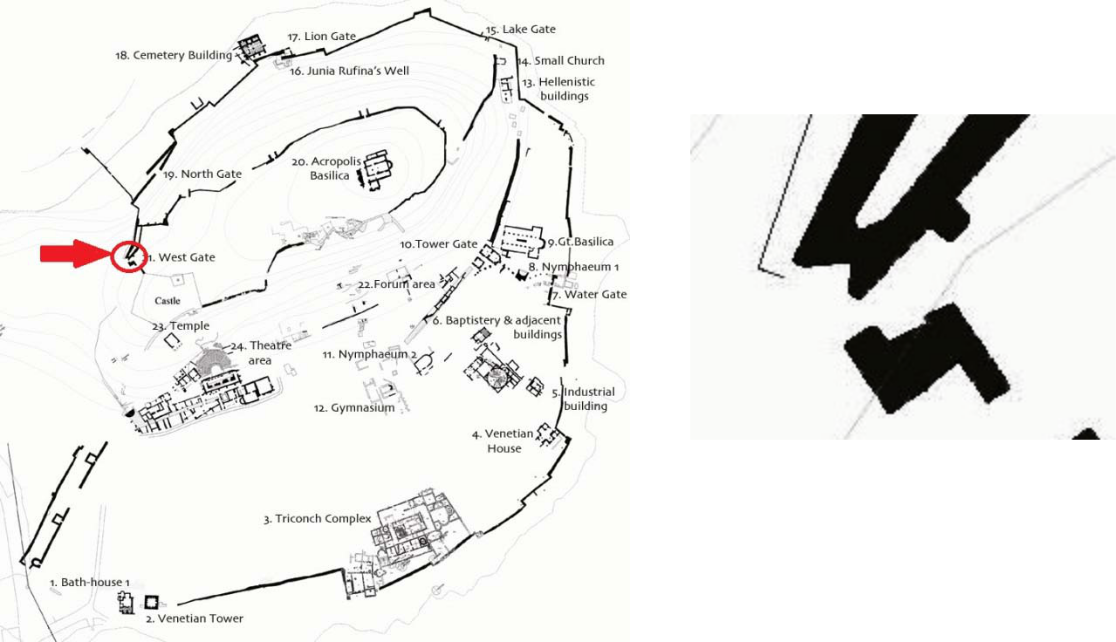 17. Lion Gate
15. Lake Gate
18. Cemetery Building
14. Small Church
16. Junia Rufina's Well
13. Hellenistic
buildings
20. Acropolis
Basilica
19. North Gate
10. Tower Gate
9. Gt. Basilica
1. West Gate
8. Nymphaeum 1
22. Forum area
7. Water Gate
Castle
6. Baptistery & adjacent
buildings
23. Temple
24. Theatre
area
11. Nymphaeum 2
5. Industrial
building
12. Gymnasium
4. Venetian
House
3. Triconch Complex
1. Bath-house 1
2. Venetian Tower